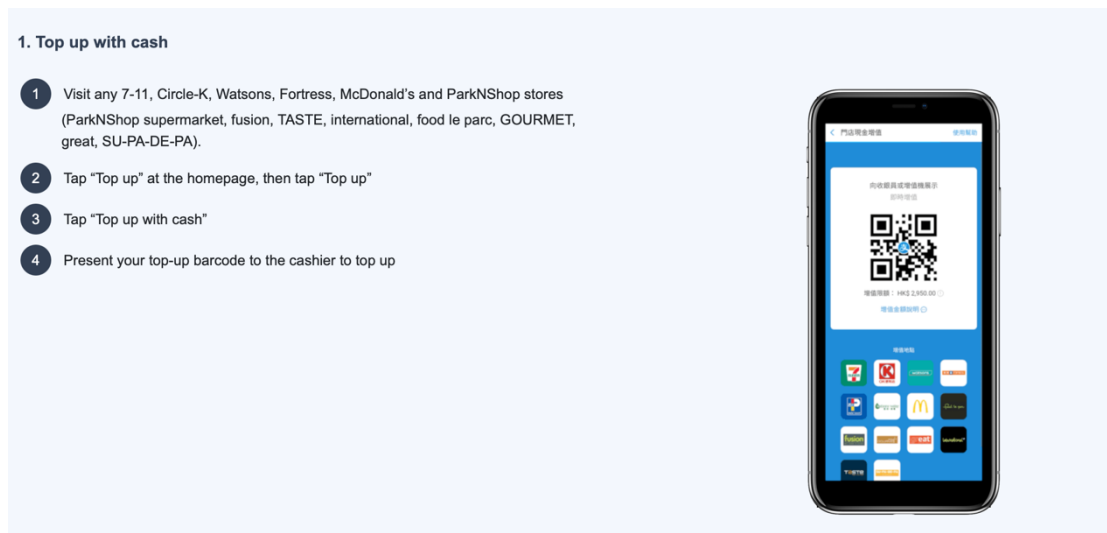 1. Top up with cash
1 Visit any 7-11, Circle-K, Watsons, Fortress, McDonald’s and ParkNShop stores
(ParkNShop supermarket, fusion, TASTE, international, food le parc, GOURMET,
great, SU-PA-DE-PA).
2 Tap “Top up” at the homepage, then tap “Top up”
3 Tap “Top up with cash”
4 Present your top-up barcode to the cashier to top up
門店現金增值 使用幫助
向收銀員或增值機展示
即時增值
增值限額： HK$ 2,950.00
增值金額說明
增值地點
fusion
eat
TASTE